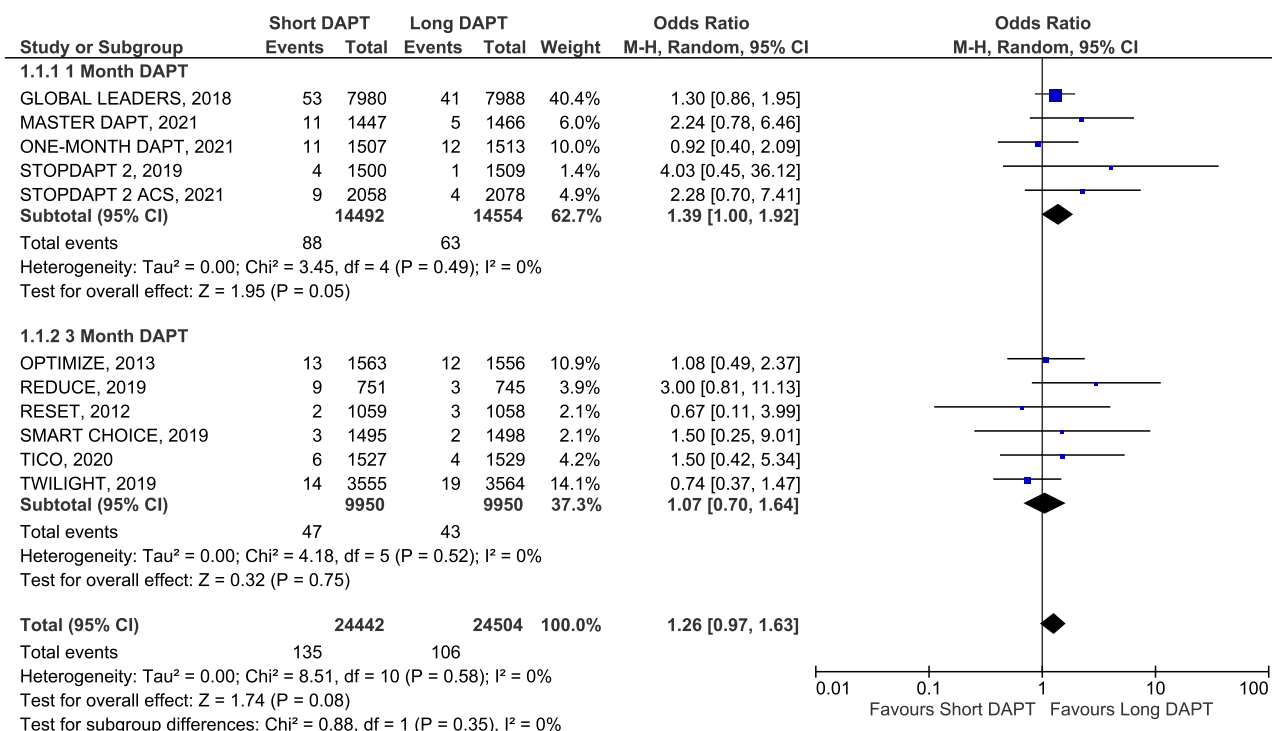 Short DAPT Long DAPT Odds Ratio Odds Ratio
Study or Subgroup Events Total Events Total Weight M-H, Random, 95% CI M-H, Random, 95% CI
1.1.1 1 Month DAPT
GLOBAL LEADERS, 2018 53 7980 41 7988 40.4% 1.30 [0.86, 1.95]
MASTER DAPT, 2021 11 1447 5 1466 6.0% 2.24 [0.78, 6.46]
ONE-MONTH DAPT, 2021 11 1507 12 1513 10.0% 0.92 [0.40, 2.09]
STOPDAPT 2, 2019 4 1500 1 1509 1.4% 4.03 [0.45, 36.12]
STOPDAPT 2 ACS, 2021 9 2058 4 2078 4.9% 2.28 [0.70, 7.41]
Subtotal (95% CI) 14492 14554 62.7% 1.39 [1.00, 1.92]
Total events 88 63
Heterogeneity: Tau² = 0.00; Chi² = 3.45, df = 4 (P = 0.49); I² = 0%
Test for overall effect: Z = 1.95 (P = 0.05)
1.1.2 3 Month DAPT
OPTIMIZE, 2013 13 1563 12 1556 10.9% 1.08 [0.49, 2.37]
REDUCE, 2019 9 751 3 745 3.9% 3.00 [0.81, 11.13]
RESET, 2012 2 1059 3 1058 2.1% 0.67 [0.11, 3.99]
SMART CHOICE, 2019 3 1495 2 1498 2.1% 1.50 [0.25, 9.01]
TICO, 2020 6 1527 4 1529 4.2% 1.50 [0.42, 5.34]
TWILIGHT, 2019 14 3555 19 3564 14.1% 0.74 [0.37, 1.47]
Subtotal (95% CI) 9950 9950 37.3% 1.07 [0.70, 1.64]
Total events 47 43
Heterogeneity: Tau² = 0.00; Chi² = 4.18, df = 5 (P = 0.52); I² = 0%
Test for overall effect: Z = 0.32 (P = 0.75)
Total (95% CI) 24442 24504 100.0% 1.26 [0.97, 1.63]
Total events 135 106
Heterogeneity: Tau² = 0.00; Chi² = 8.51, df = 10 (P = 0.58); I² = 0%
Test for overall effect: Z = 1.74 (P = 0.08)
Test for subgroup differences: Chi² = 0.88, df = 1 (P = 0.35), I² = 0%
0.01 0.1 1 10 100
Favours Short DAPT Favours Long DAPT